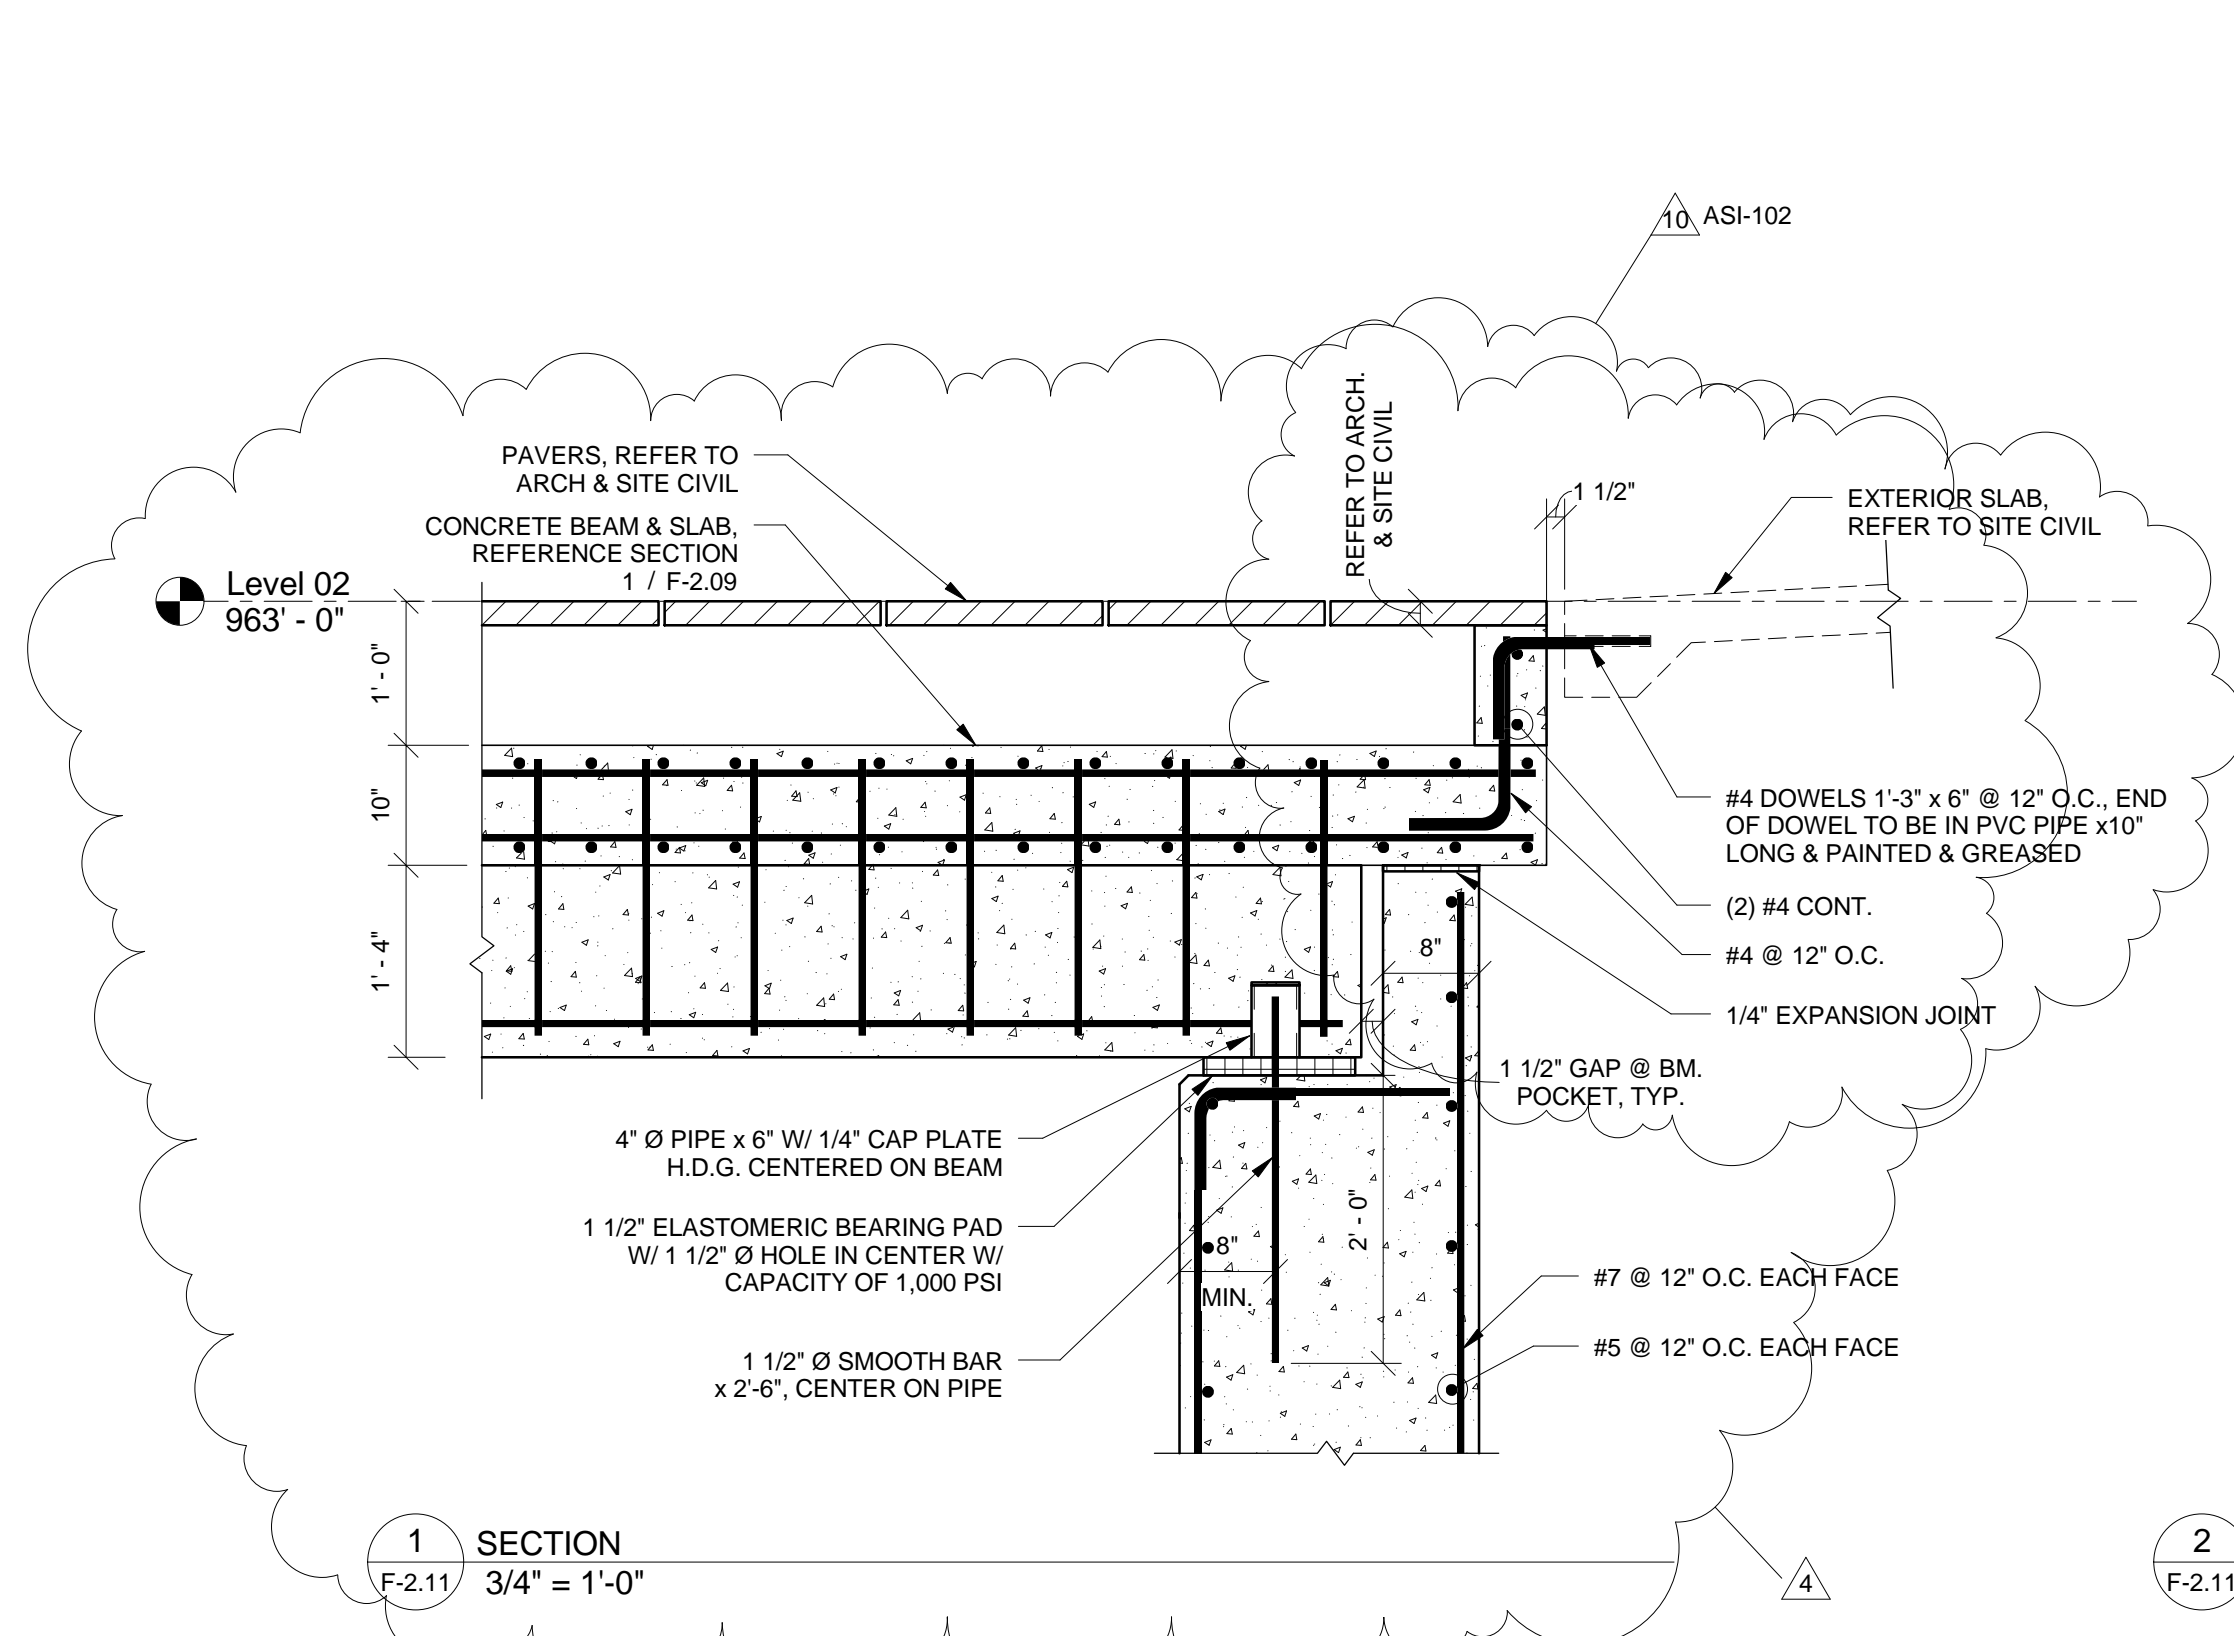 10 ASI-102
REFER TO ARCH.
& SITE CIVIL
PAVERS, REFER TO
ARCH & SITE CIVIL
CONCRETE BEAM & SLAB,
REFERENCE SECTION
1 / F-2.09
1 1/2"
EXTERIOR SLAB,
REFER TO SITE CIVIL
Level 02
963' - 0"
1' - 0"
10"
1' - 4"
#4 DOWELS 1'-3" x 6" @ 12" O.C., END
OF DOWEL TO BE IN PVC PIPE x10"
LONG & PAINTED & GREASED
(2) #4 CONT.
#4 @ 12" O.C.
8"
1/4" EXPANSION JOINT
1 1/2" GAP @ BM.
POCKET, TYP.
4" Ø PIPE x 6" W/ 1/4" CAP PLATE
H.D.G. CENTERED ON BEAM
1 1/2" ELASTOMERIC BEARING PAD
W/ 1 1/2" Ø HOLE IN CENTER W/
CAPACITY OF 1,000 PSI
2' - 0"
8"
MIN.
#7 @ 12" O.C. EACH FACE
#5 @ 12" O.C. EACH FACE
1 1/2" Ø SMOOTH BAR
x 2'-6", CENTER ON PIPE
1
F-2.11
SECTION
3/4" = 1'-0"
4
2
F-2.11